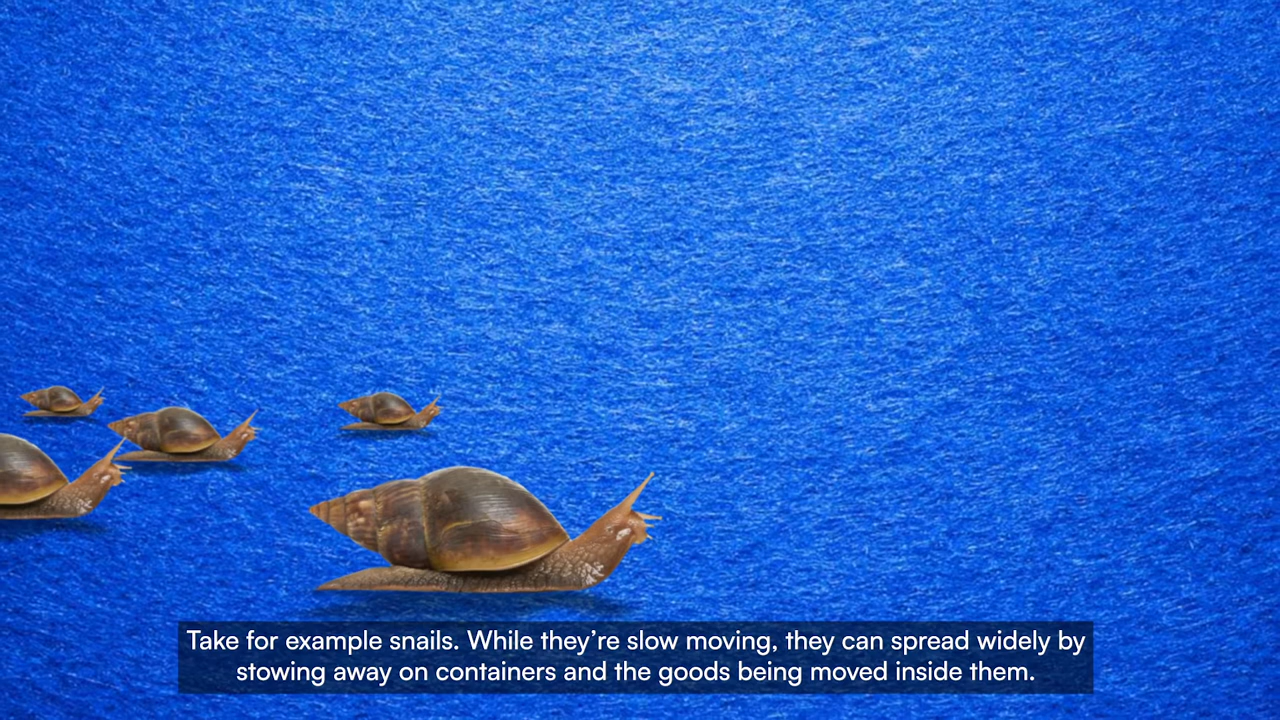 Take for example snails. While they’re slow moving, they can spread widely by
stowing away on containers and the goods being moved inside them.